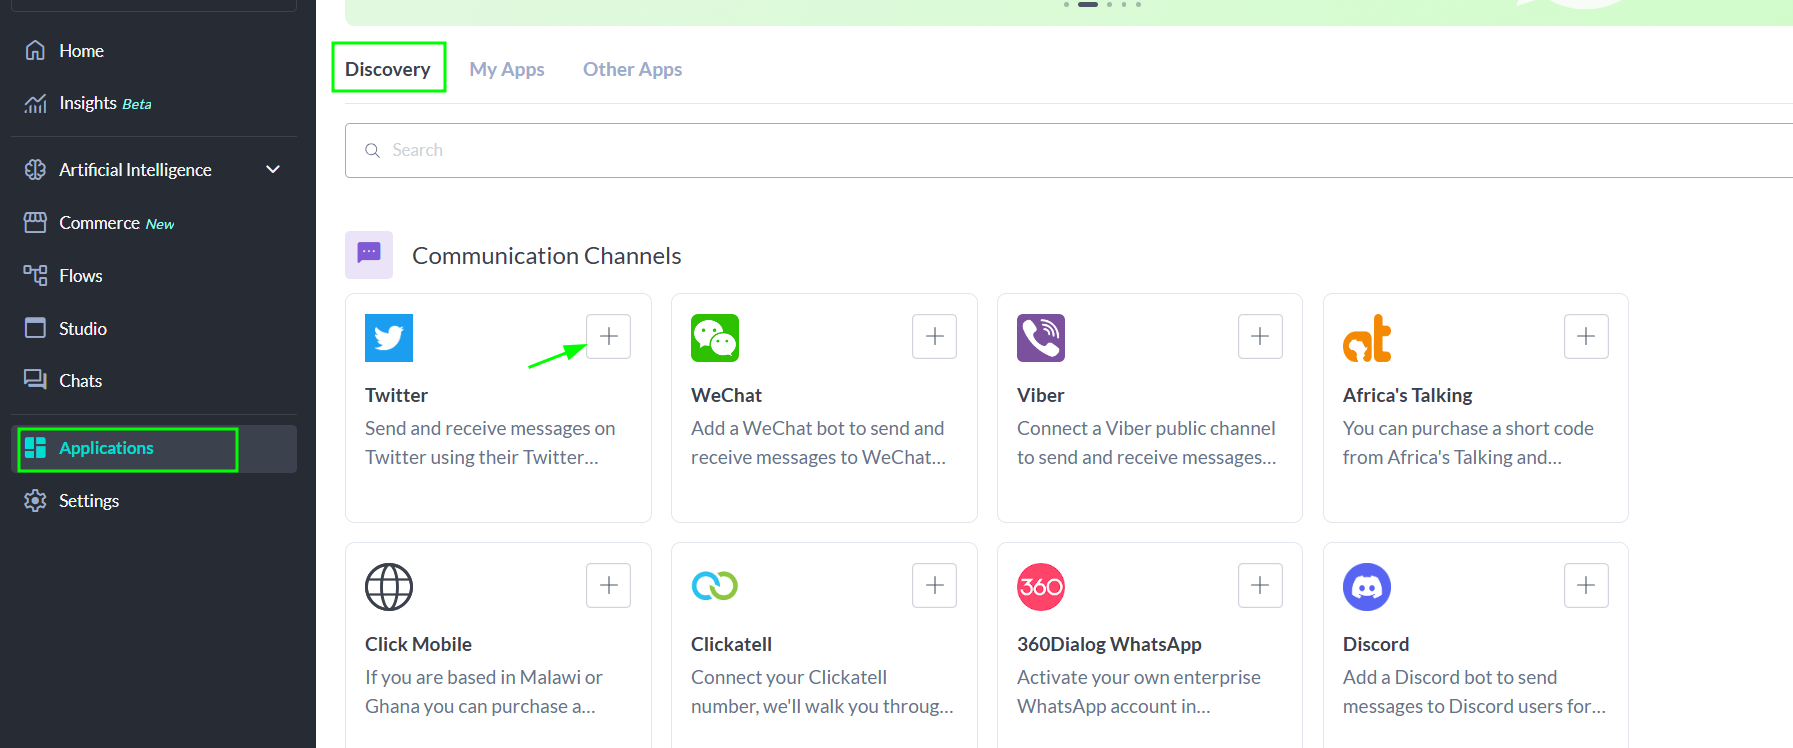 Home
Insights Beta
Artificial Intelligence
Commerce New
Flows
Studio
Chats
Applications
Settings
Discovery My Apps Other Apps
Search
Communication Channels
Twitter
Send and receive messages on
Twitter using their Twitter...
WeChat
Add a WeChat bot to send and
receive messages to WeChat...
Viber
Connect a Viber public channel
to send and receive messages...
Africa's Talking
You can purchase a short code
from Africa's Talking and...
Click Mobile
If you are based in Malawi or
Ghana you can purchase a...
Clickatell
Connect your Clickatell
number, we'll walk you throug...
360
360Dialog WhatsApp
Activate your own enterprise
WhatsApp account in...
Discord
Add a Discord bot to send
messages to Discord users for...